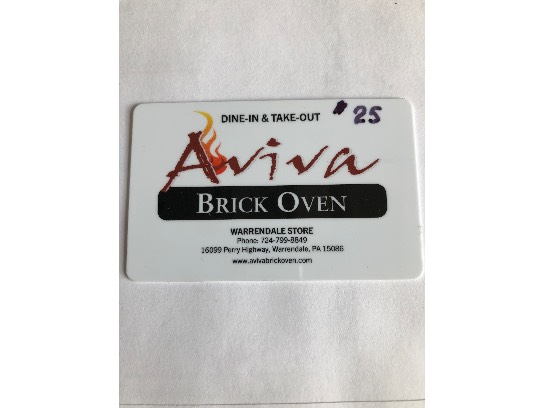 DINE-IN & TAKE-OUT
$25
Aviva
BRICK OVEN
WARRENDALE STORE
Phone: 724-799-8849
16099 Perry Highway, Warrendale, PA 15086
www.avivabrickoven.com